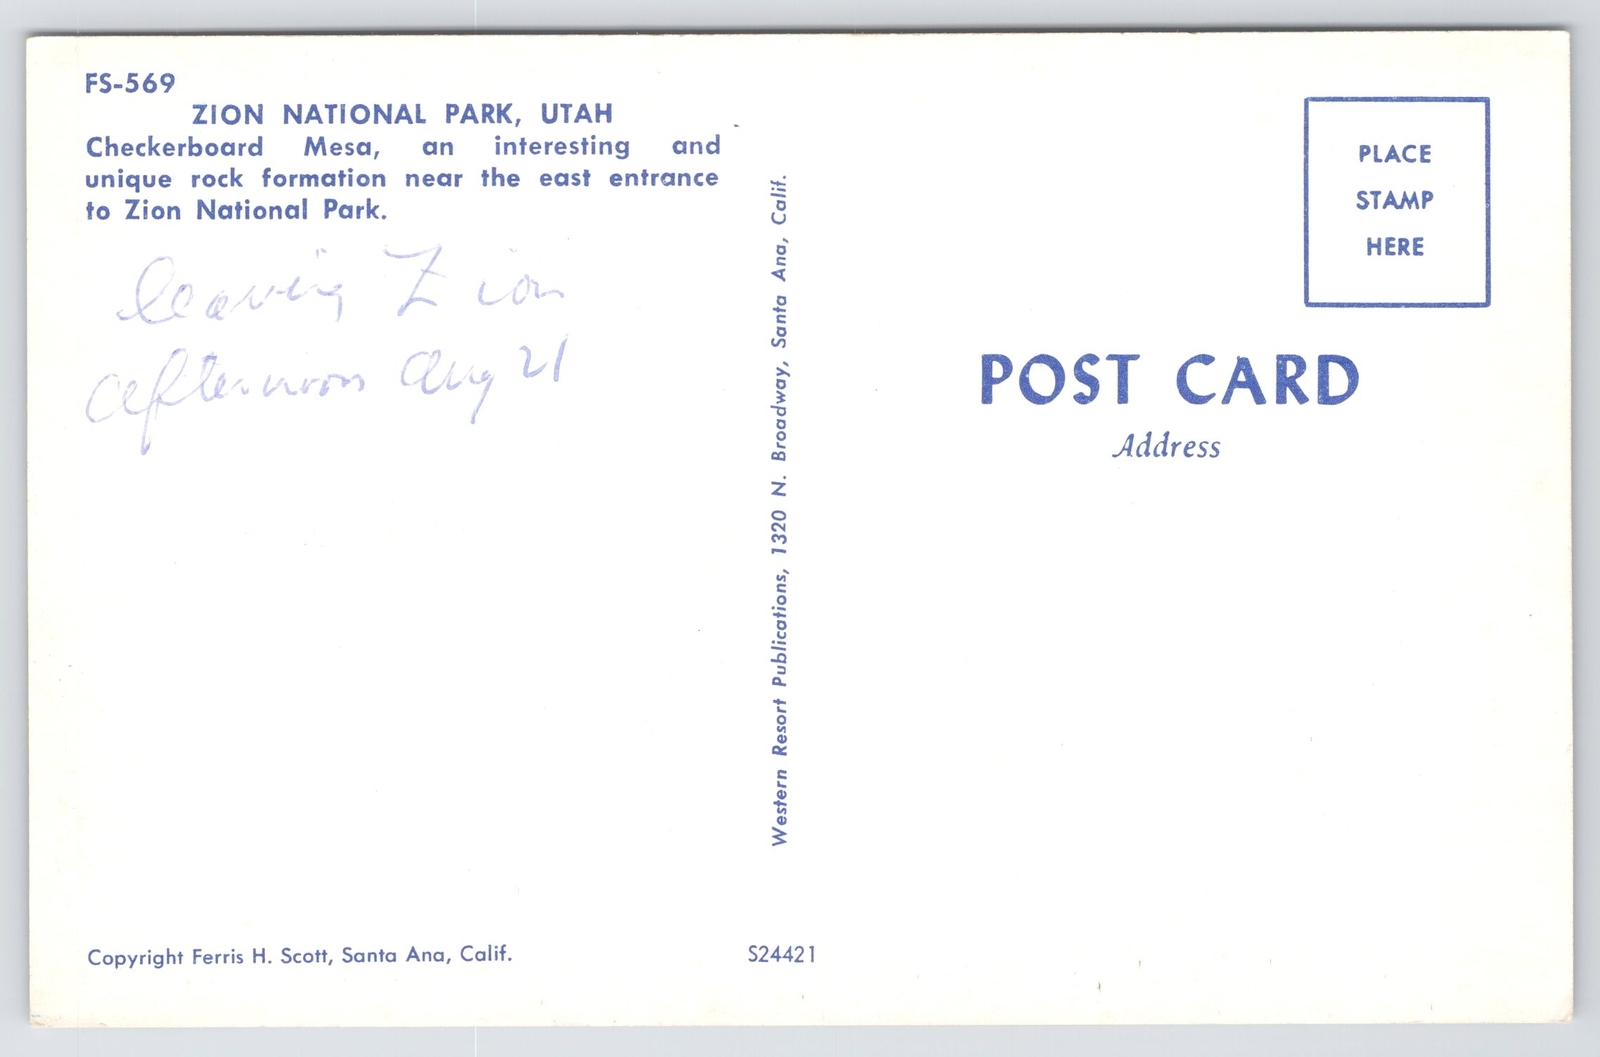 FS-569
ZION NATIONAL PARK, UTAH
Checkerboard Mesa, an interesting and
unique rock formation near the east entrance
to Zion National Park.
leaving Zion
afternoon Aug 21
Western Resort Publications, 1320 N. Broadway, Santa Ana, Calif.
PLACE
STAMP
HERE
POST CARD
Address
Copyright Ferris H. Scott, Santa Ana, Calif.
S24421